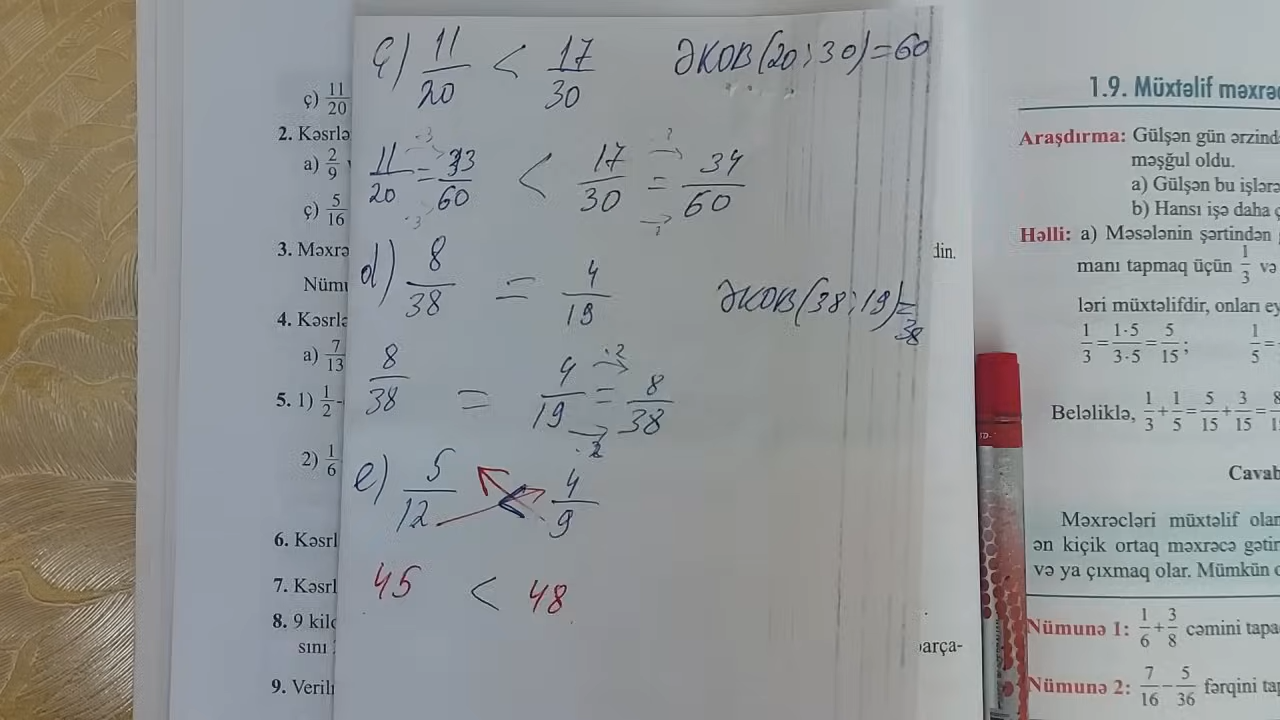 ç) 11/20 < 17/30 ƏKOB(20;30)=60
11/20 = 33/60 < 17/30 = 34/60
d) 8/38 = 4/19 ƏKOB(38;19)=38
8/38 = 4/19 = 8/38
e) 5/12 < 4/9
45 < 48
ç) 11/20
2. Kəsrlə
a) 2/9
ç) 5/16
3. Məxrə
din.
4. Kəsrlə
a) 7/13
5. 1) 1/2 -
2) 1/6
6. Kəsrl
7. Kəsrl
8. 9 kilo
sını
parça-
9. Veril
1.9. Müxtəlif məxrə
Araşdırma: Gülşən gün ərzind
məşğul oldu.
a) Gülşən bu işlərə
b) Hansı işə daha ç
Həlli: a) Məsələnin şərtindən
manı tapmaq üçün 1/3 və
ləri müxtəlifdir, onları ey
1/3 = 1·5/3·5 = 5/15; 1/5 =
Beləliklə, 1/3 + 1/5 = 5/15 + 3/15 =
Cavab
Məxrəcləri müxtəlif olan
ən kiçik ortaq məxrəcə gətir
və ya çıxmaq olar. Mümkün
Nümunə 1: 1/6 + 3/8 cəmini tapa
Nümunə 2: 7/16 - 5/36 fərqini ta